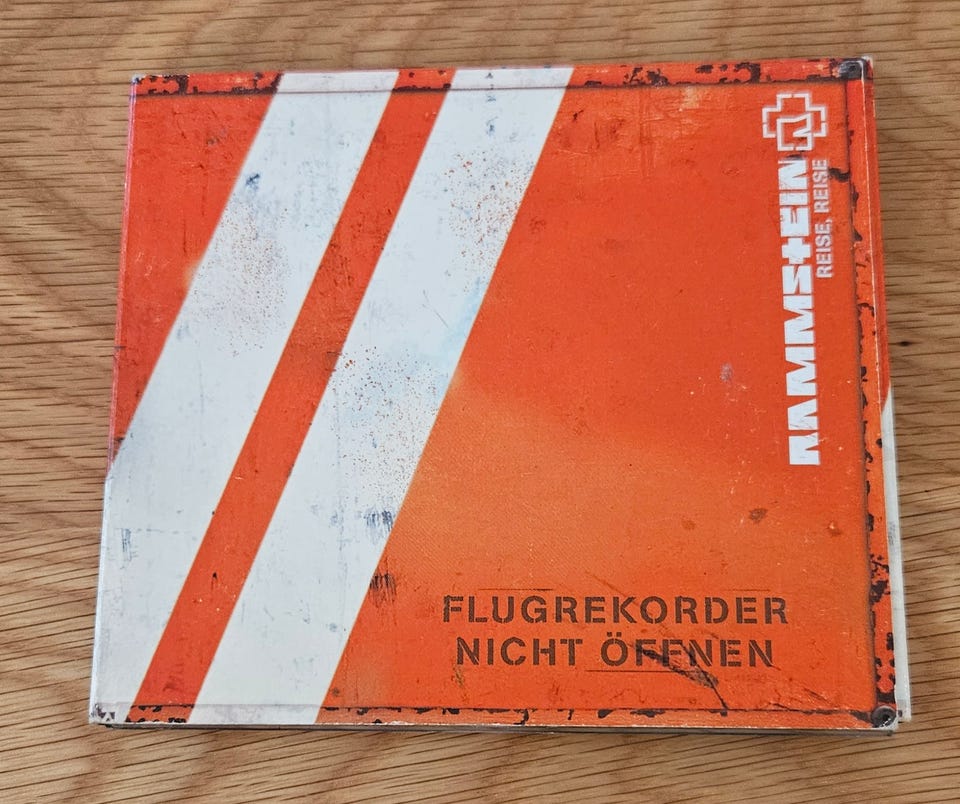 RAMMSTEIN
REISE, REISE
FLUGREKORDER
NICHT ÖFFNEN